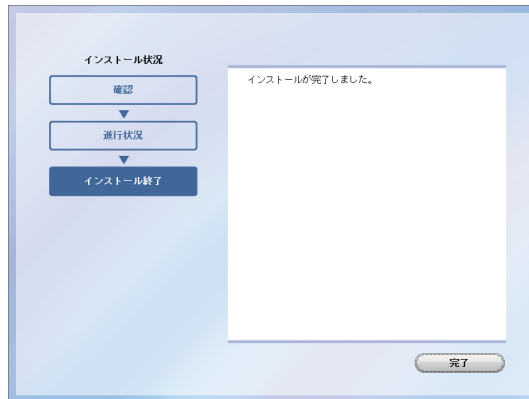 インストール状況
確認
進行状況
インストール終了
インストールが完了しました。
完了